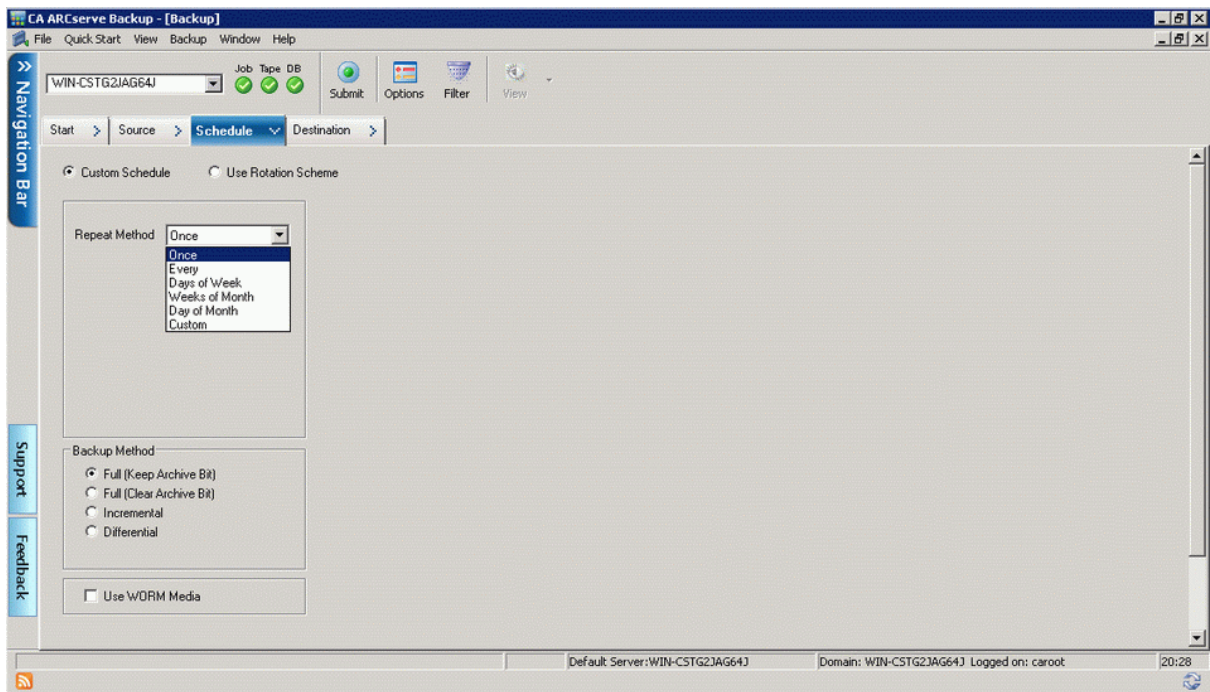 CA ARCserve Backup - [Backup]
File Quick Start View Backup Window Help
Navigation Bar
WIN-CSTG2JAG64J
Job Tape DB
Submit
Options
Filter
View
Start
Source
Schedule
Destination
Custom Schedule
Use Rotation Scheme
Repeat Method
Once
Once
Every
Days of Week
Weeks of Month
Day of Month
Custom
Backup Method
Full (Keep Archive Bit)
Full (Clear Archive Bit)
Incremental
Differential
Use WORM Media
Support
Feedback
Default Server:WIN-CSTG2JAG64J
Domain: WIN-CSTG2JAG64J Logged on: caroot
20:28